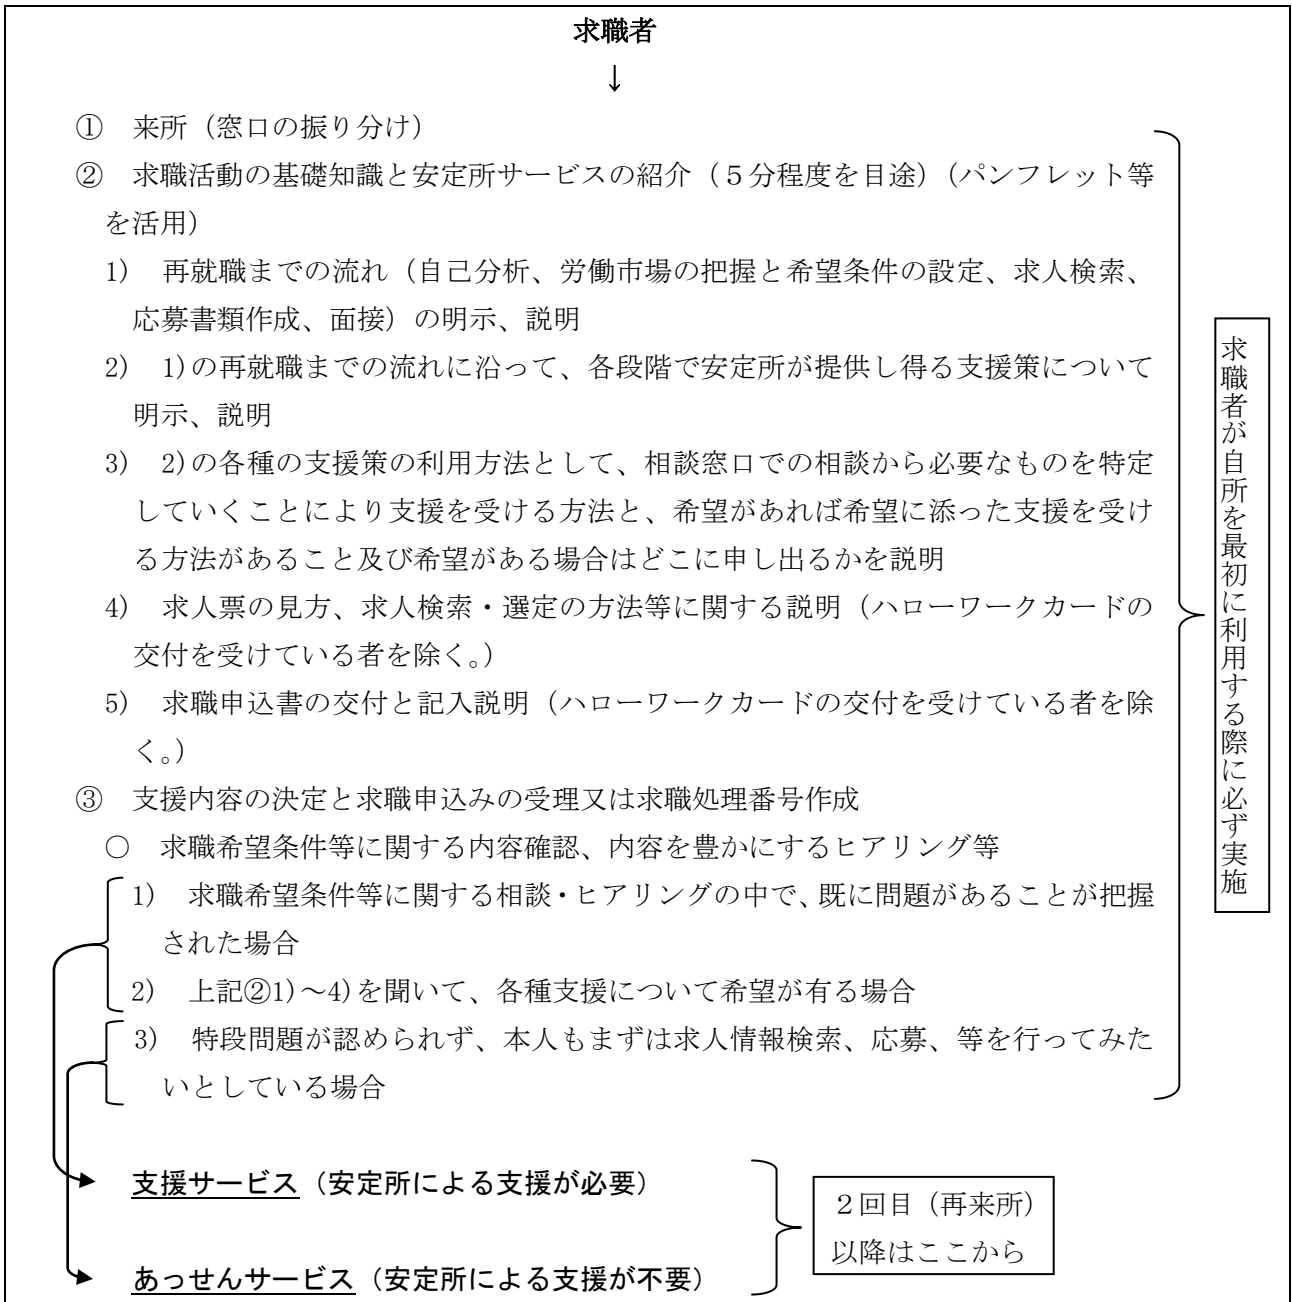 求職者
↓
① 来所（窓口の振り分け）
② 求職活動の基礎知識と安定所サービスの紹介（５分程度を目途）（パンフレット等
を活用）
1) 再就職までの流れ（自己分析、労働市場の把握と希望条件の設定、求人検索、
応募書類作成、面接）の明示、説明
2) 1)の再就職までの流れに沿って、各段階で安定所が提供し得る支援策について
明示、説明
3) 2)の各種の支援策の利用方法として、相談窓口での相談から必要なものを特定
していくことにより支援を受ける方法と、希望があれば希望に添った支援を受け
る方法があること及び希望がある場合はどこに申し出るかを説明
4) 求人票の見方、求人検索・選定の方法等に関する説明（ハローワークカードの
交付を受けている者を除く。）
5) 求職申込書の交付と記入説明（ハローワークカードの交付を受けている者を除
く。）
③ 支援内容の決定と求職申込みの受理又は求職処理番号作成
○ 求職希望条件等に関する内容確認、内容を豊かにするヒアリング等
1) 求職希望条件等に関する相談・ヒアリングの中で、既に問題があることが把握
された場合
2) 上記②1)～4)を聞いて、各種支援について希望が有る場合
3) 特段問題が認められず、本人もまずは求人情報検索、応募、等を行ってみた
いとしている場合
求職者が自所を最初に利用する際に必ず実施
支援サービス（安定所による支援が必要）
あっせんサービス（安定所による支援が不要）
２回目（再来所）
以降はここから